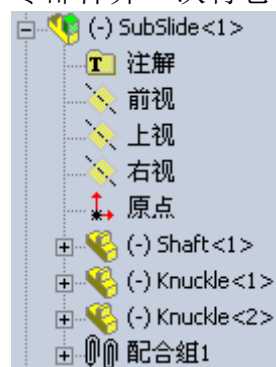 (-) SubSlide<1>
注解
前视
上视
右视
原点
(-) Shaft<1>
(-) Knuckle<1>
(-) Knuckle<2>
配合组1